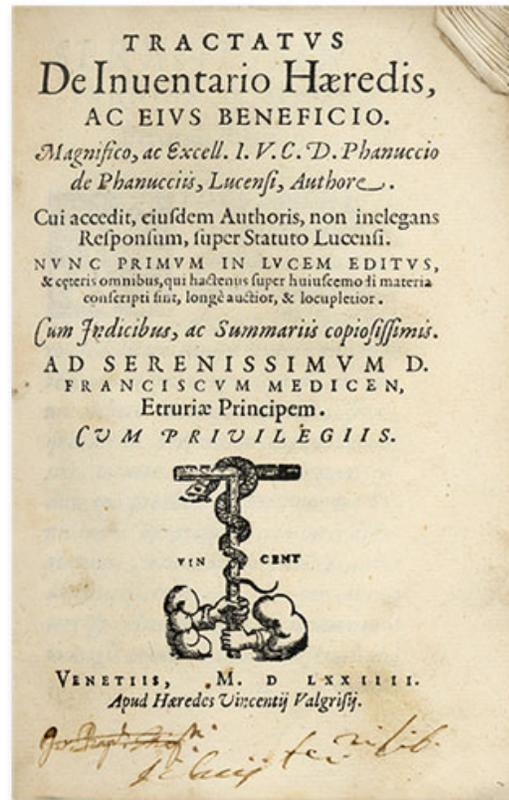 TRACTATVS
De Inuentario Hæredis,
AC EIVS BENEFICIO.
Magnifico, ac Excell. I. V. C. D. Phanuccio
de Phanucciis, Lucensi, Authore.
Cui accedit, eiusdem Authoris, non inelegans
Responsum, super Statuto Lucensi.
NVNC PRIMVM IN LVCEM EDITVS,
& cęteris omnibus, qui hactenus super huiuscemodi materia
conscripti sint, longè auctior, & locupletior.
Cum Indicibus, ac Summariis copiosissimis.
AD SERENISSIMVM D.
FRANCISCVM MEDICEN,
Etruriæ Principem.
CVM PRIVILEGIIS.
VIN CENT
VENETIIS, M. D LXXIIII.
Apud Hæredes Vincentij Valgrisij.